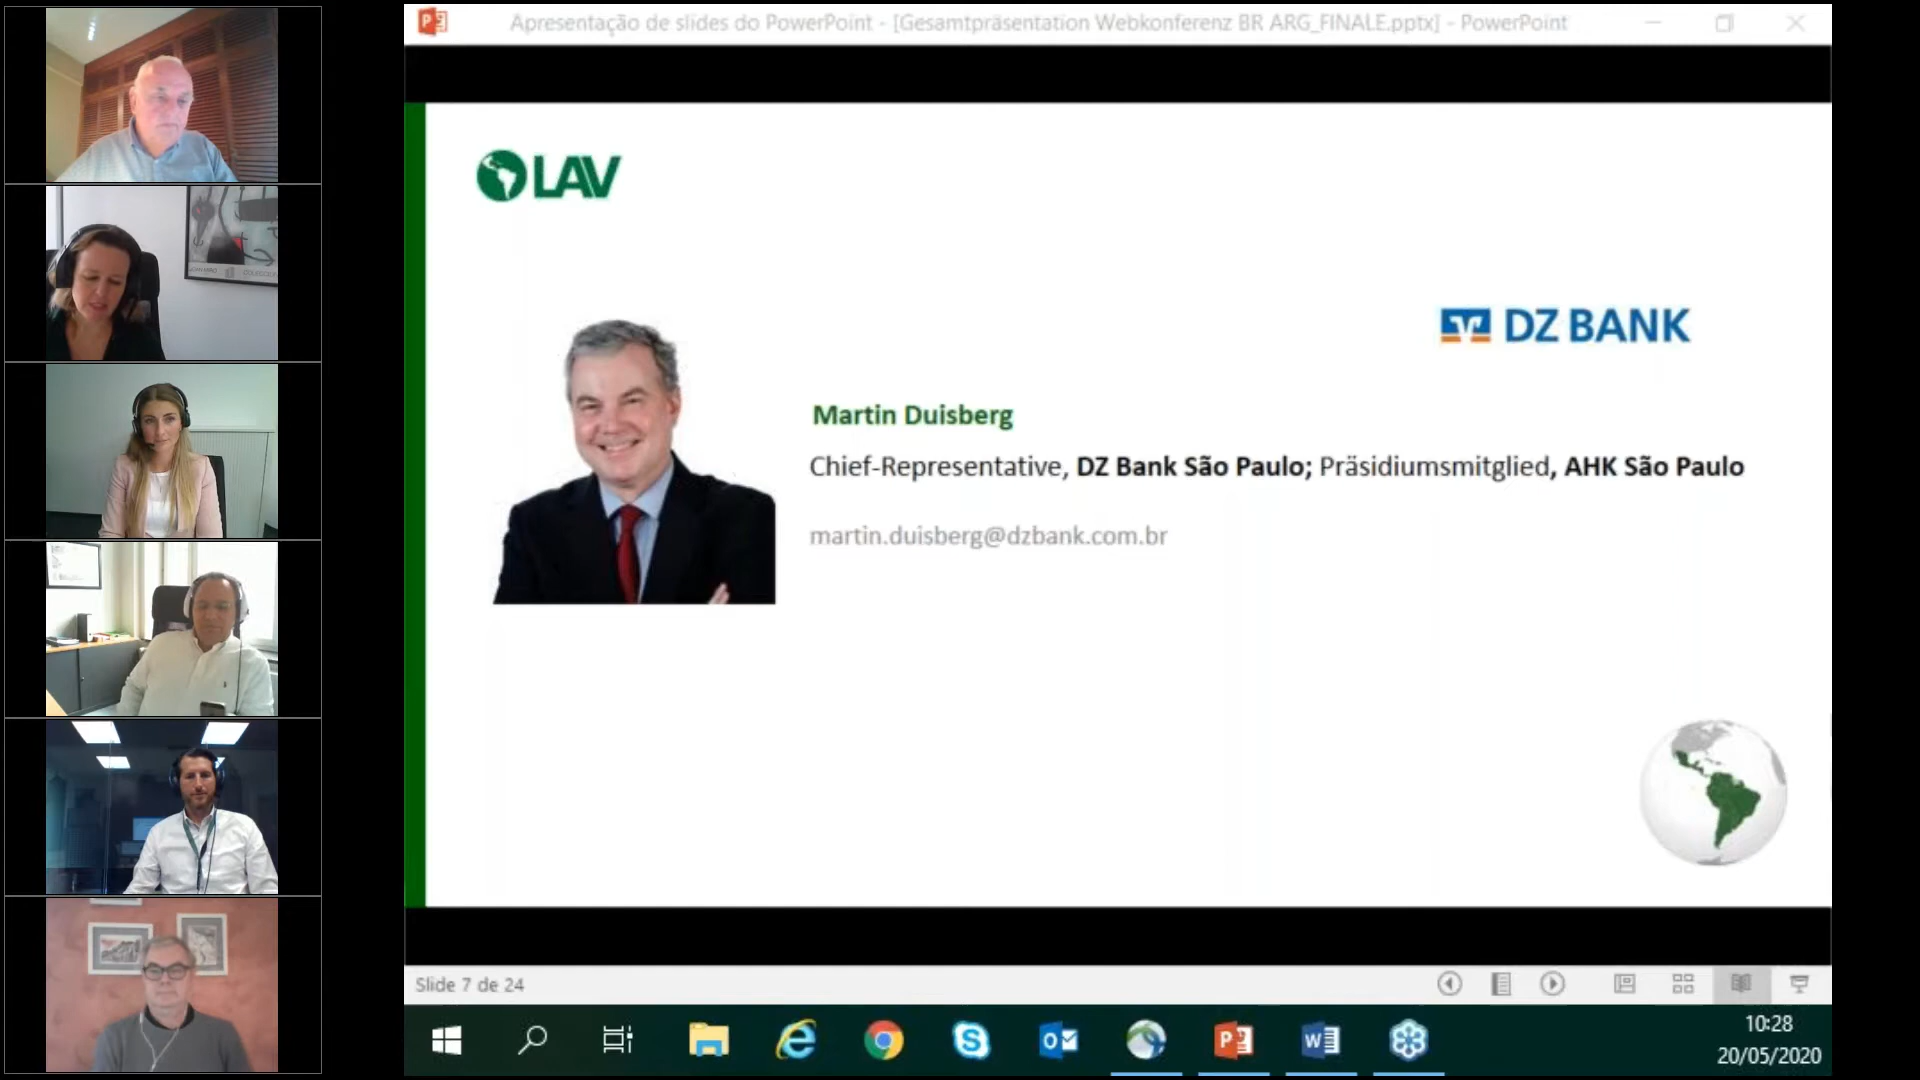 Apresentação de slides do PowerPoint - [Gesamtpräsentation Webkonferenz BR ARG_FINALE.pptx] - PowerPoint
LAV
DZ BANK
Martin Duisberg
Chief-Representative, DZ Bank São Paulo; Präsidiumsmitglied, AHK São Paulo
martin.duisberg@dzbank.com.br
Slide 7 de 24
10:28
20/05/2020